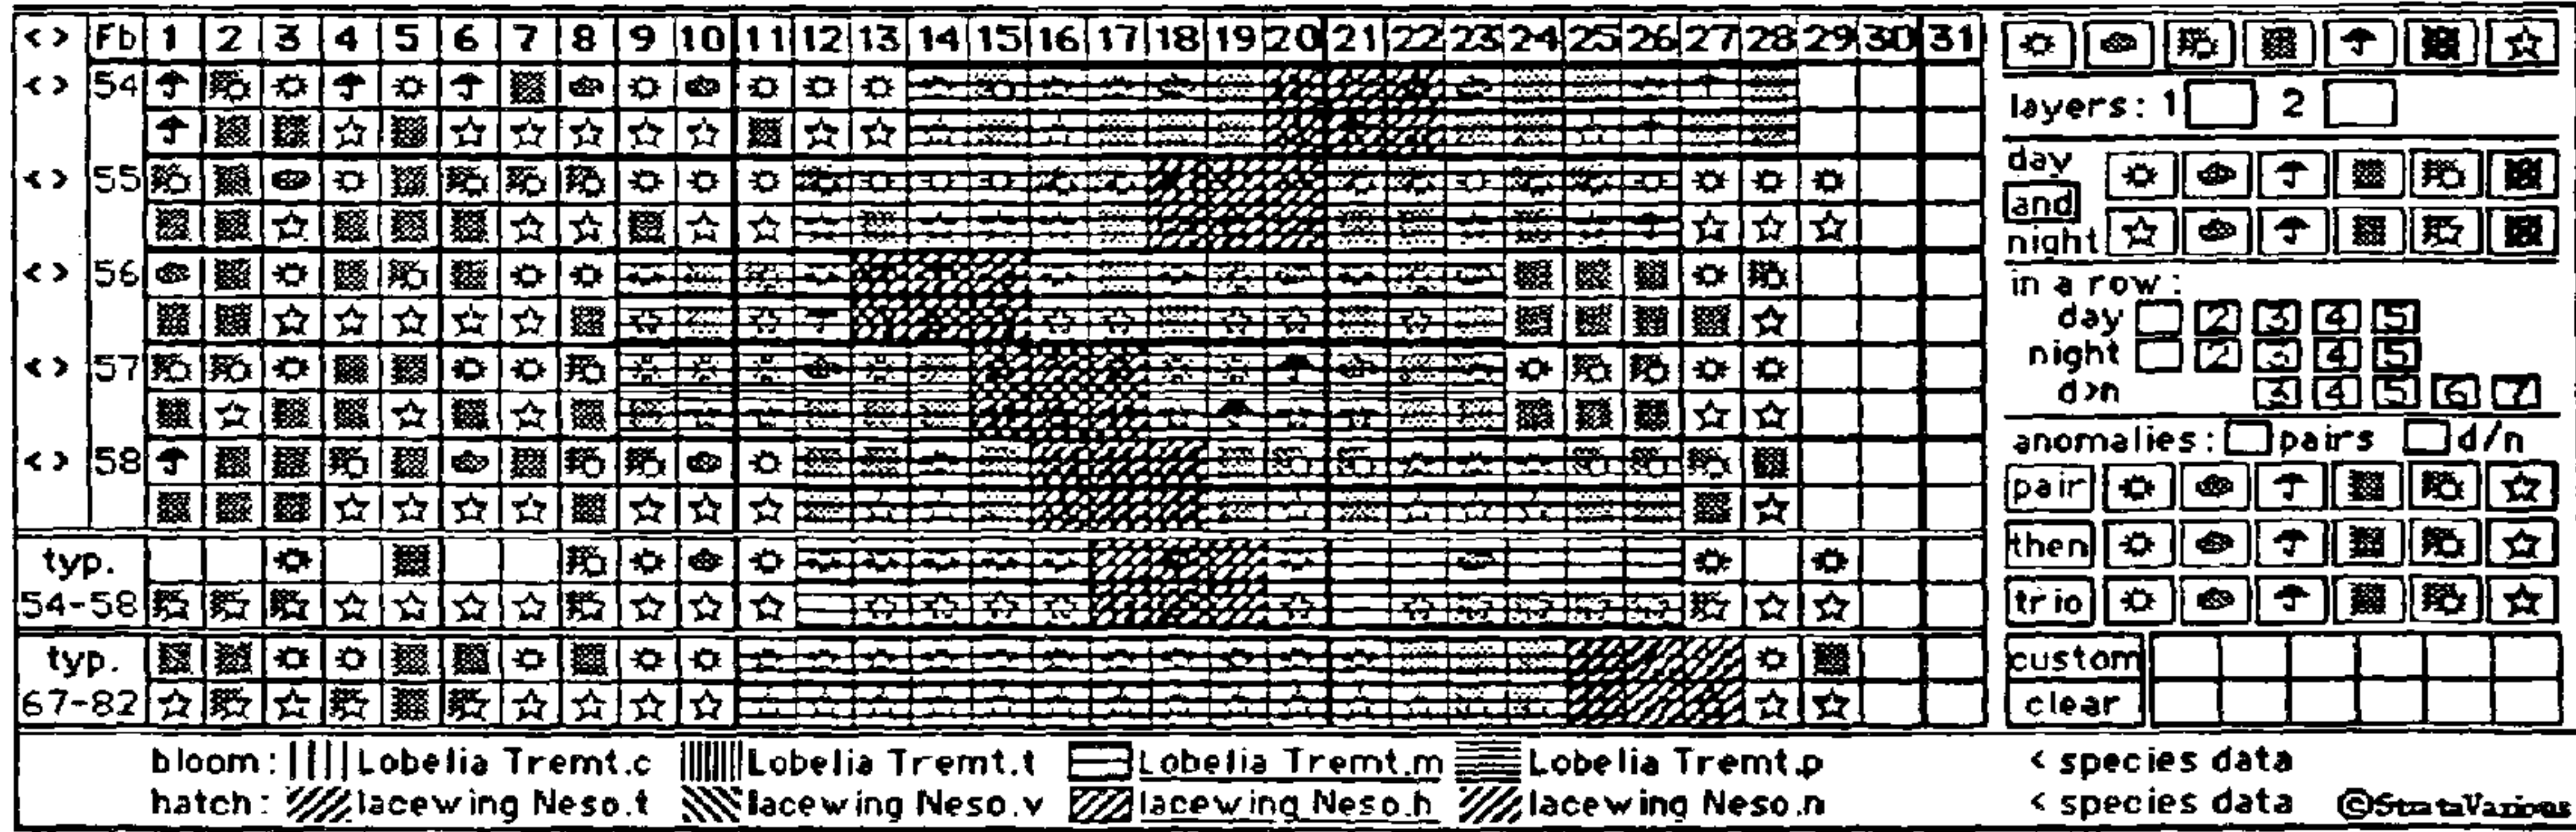 <> Fb 1 2 3 4 5 6 7 8 9 10 11 12 13 14 15 16 17 18 19 20 21 22 23 24 25 26 27 28 29 30 31
<> 54
<> 55
<> 56
<> 57
<> 58
typ.
54-58
typ.
67-82
layers: 1 2
day
and
night
in a row:
day 2 3 4 5
night 2 3 4 5
d>n 3 4 5 6 7
anomalies: pairs d/n
pair
then
trio
custom
clear
bloom: Lobelia Tremt.c Lobelia Tremt.t Lobelia Tremt.m Lobelia Tremt.p < species data
hatch: lacewing Neso.t lacewing Neso.v lacewing Neso.h lacewing Neso.n < species data ©StrataVarious